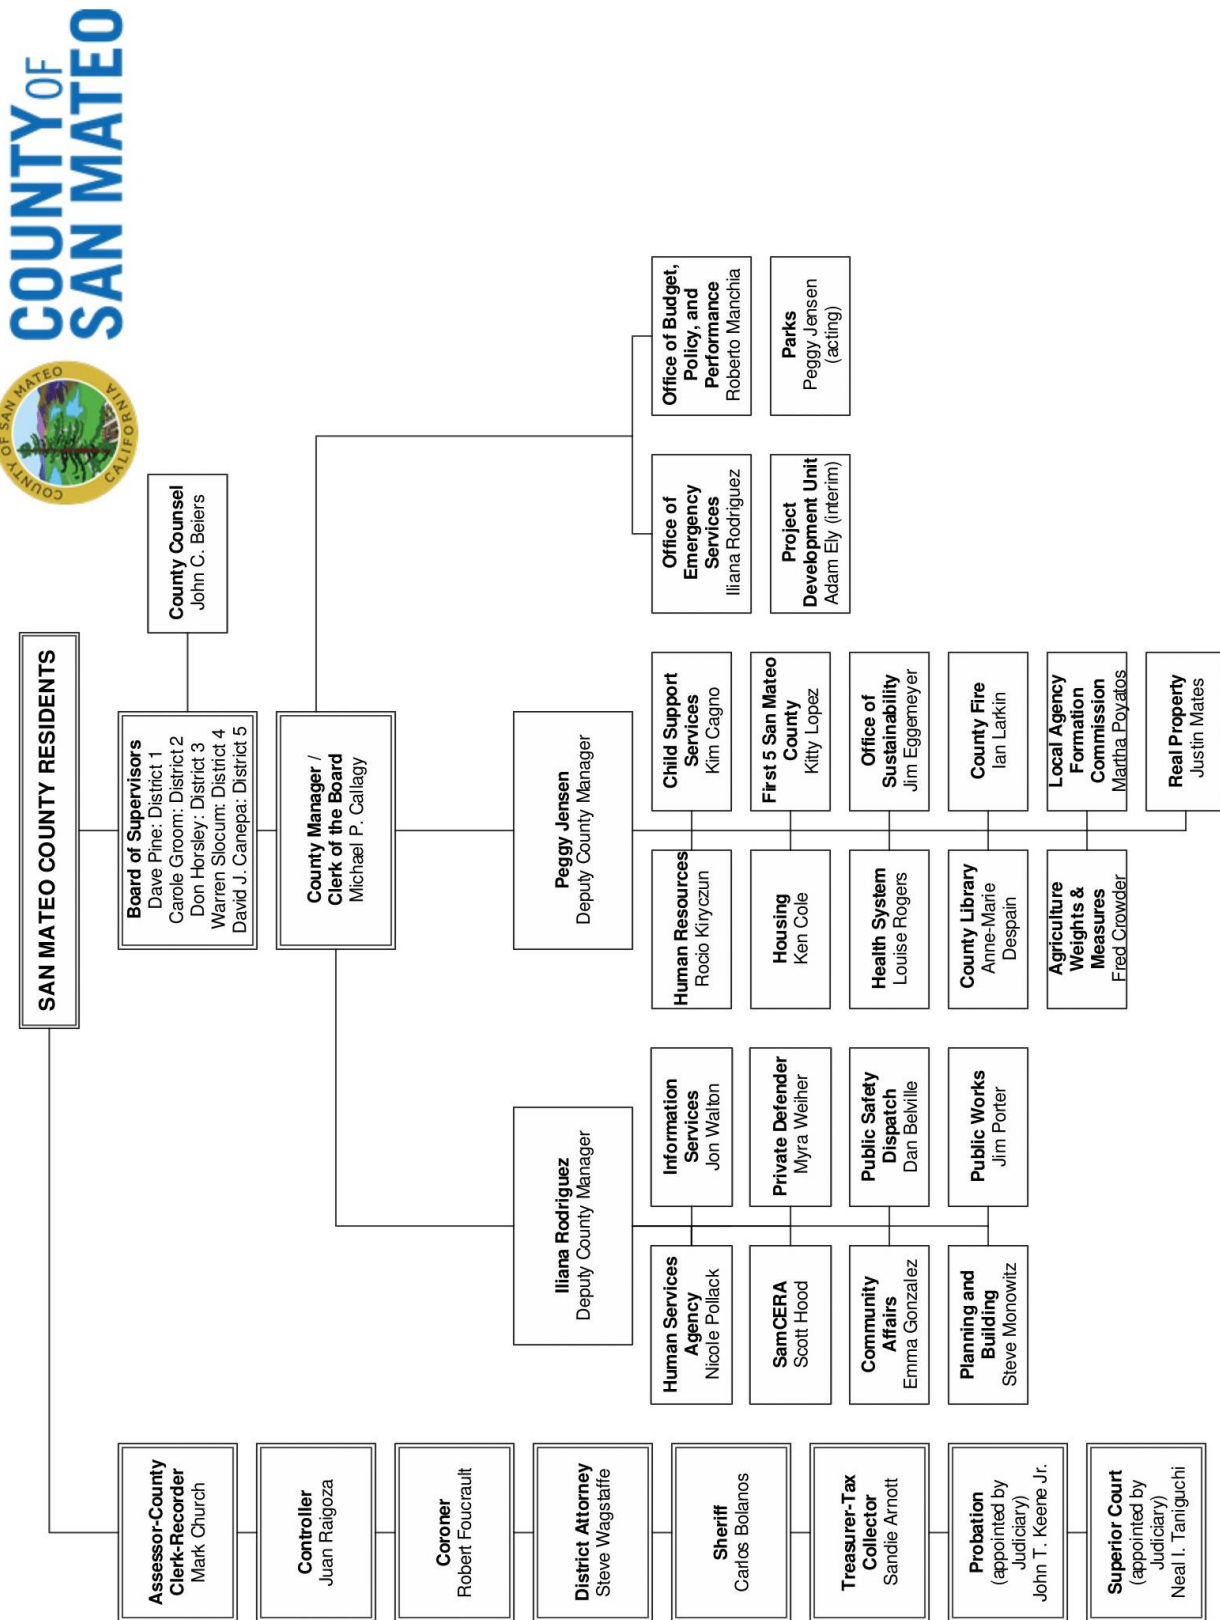 COUNTY OF
SAN MATEO
COUNTY OF SAN MATEO
CALIFORNIA
SAN MATEO COUNTY RESIDENTS
Assessor-County
Clerk-Recorder
Mark Church
Controller
Juan Raigoza
Coroner
Robert Foucrault
District Attorney
Steve Wagstaffe
Sheriff
Carlos Bolanos
Treasurer-Tax
Collector
Sandie Arnott
Probation
(appointed by
Judiciary)
John T. Keene Jr.
Superior Court
(appointed by
Judiciary)
Neal I. Taniguchi
Board of Supervisors
Dave Pine: District 1
Carole Groom: District 2
Don Horsley: District 3
Warren Slocum: District 4
David J. Canepa: District 5
County Counsel
John C. Beiers
County Manager /
Clerk of the Board
Michael P. Callagy
Iliana Rodriguez
Deputy County Manager
Human Services
Agency
Nicole Pollack
Information
Services
Jon Walton
SamCERA
Scott Hood
Private Defender
Myra Weiher
Community
Affairs
Emma Gonzalez
Public Safety
Dispatch
Dan Belville
Planning and
Building
Steve Monowitz
Public Works
Jim Porter
Peggy Jensen
Deputy County Manager
Human Resources
Rocio Kiryczun
Child Support
Services
Kim Cagno
Housing
Ken Cole
First 5 San Mateo
County
Kitty Lopez
Health System
Louise Rogers
Office of
Sustainability
Jim Eggemeyer
County Library
Anne-Marie
Despain
County Fire
Ian Larkin
Agriculture
Weights &
Measures
Fred Crowder
Local Agency
Formation
Commission
Martha Poyatos
Real Property
Justin Mates
Office of
Emergency
Services
Iliana Rodriguez
Office of Budget,
Policy, and
Performance
Roberto Manchia
Project
Development Unit
Adam Ely (interim)
Parks
Peggy Jensen
(acting)